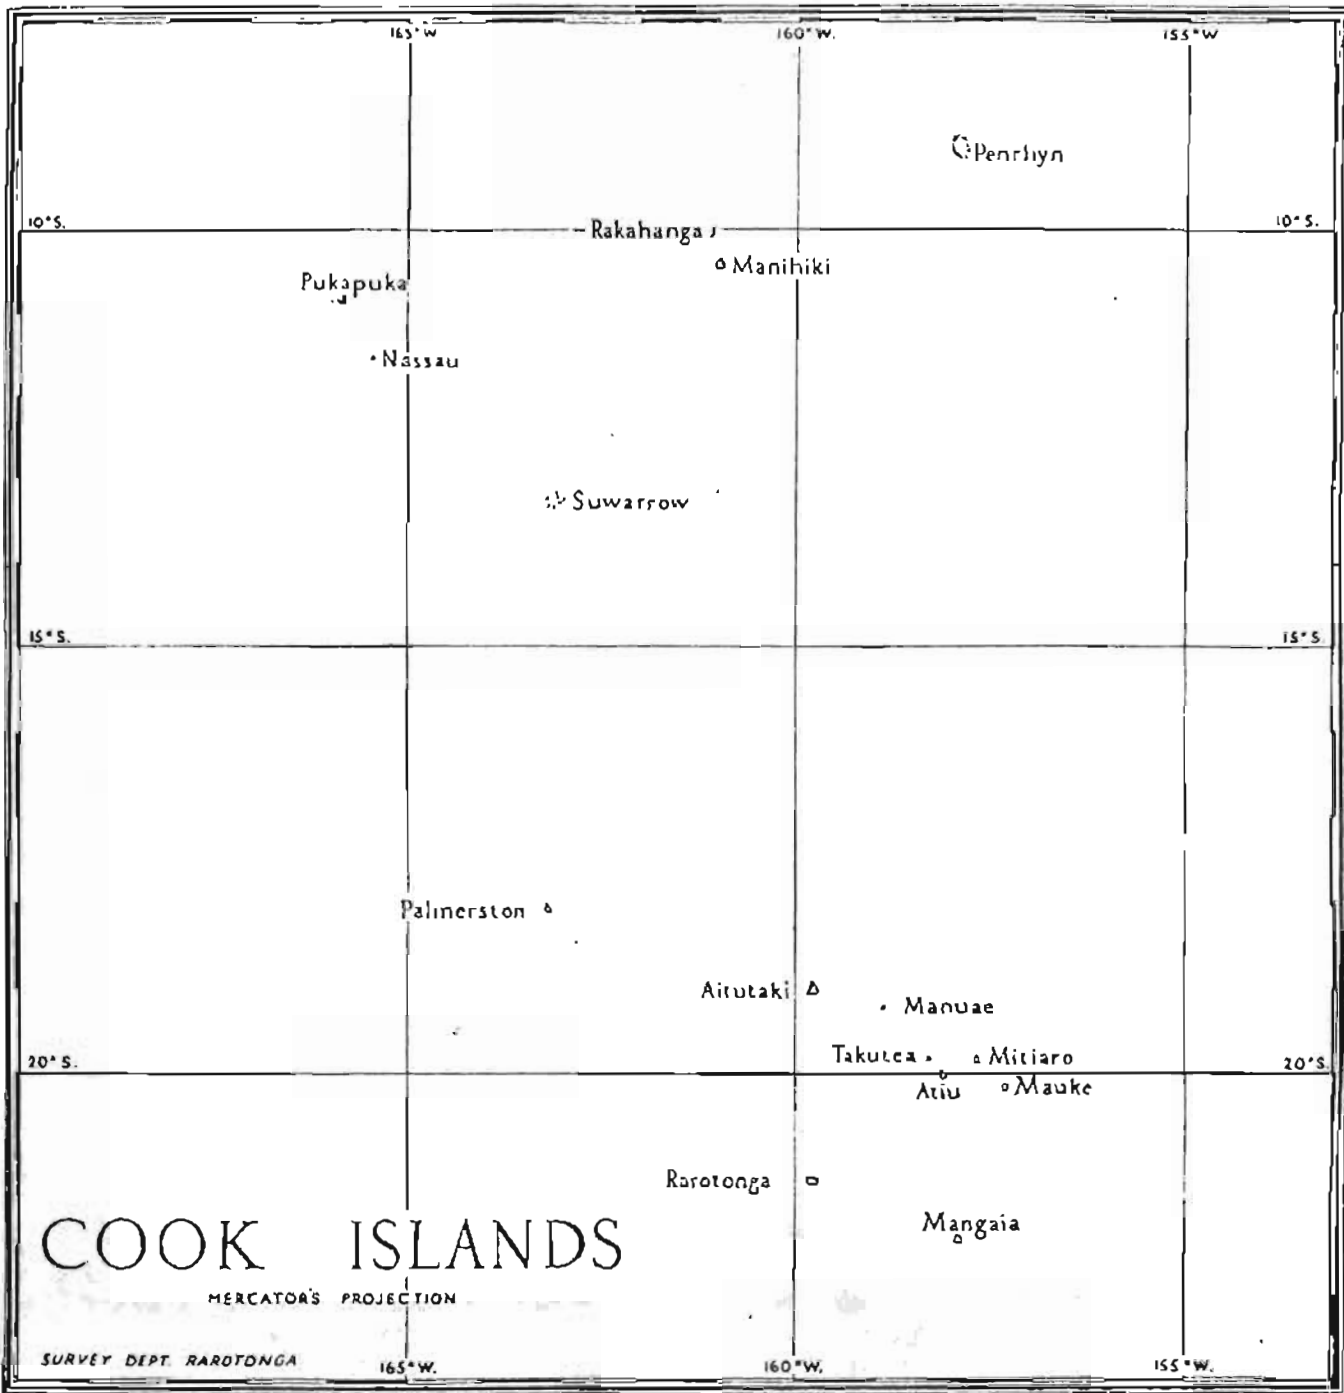 165°W
160°W.
155°W
Penrhyn
10°S.
Rakahanga
10°S.
Manihiki
Pukapuka
Nassau
Suwarrow
15°S.
15°S.
Palmerston
Aitutaki
Manuae
Takutea
Mitiaro
20°S.
20°S.
Atiu
Mauke
Rarotonga
Mangaia
COOK ISLANDS
MERCATOR'S PROJECTION
SURVEY DEPT. RAROTONGA
165°W.
160°W.
155°W.